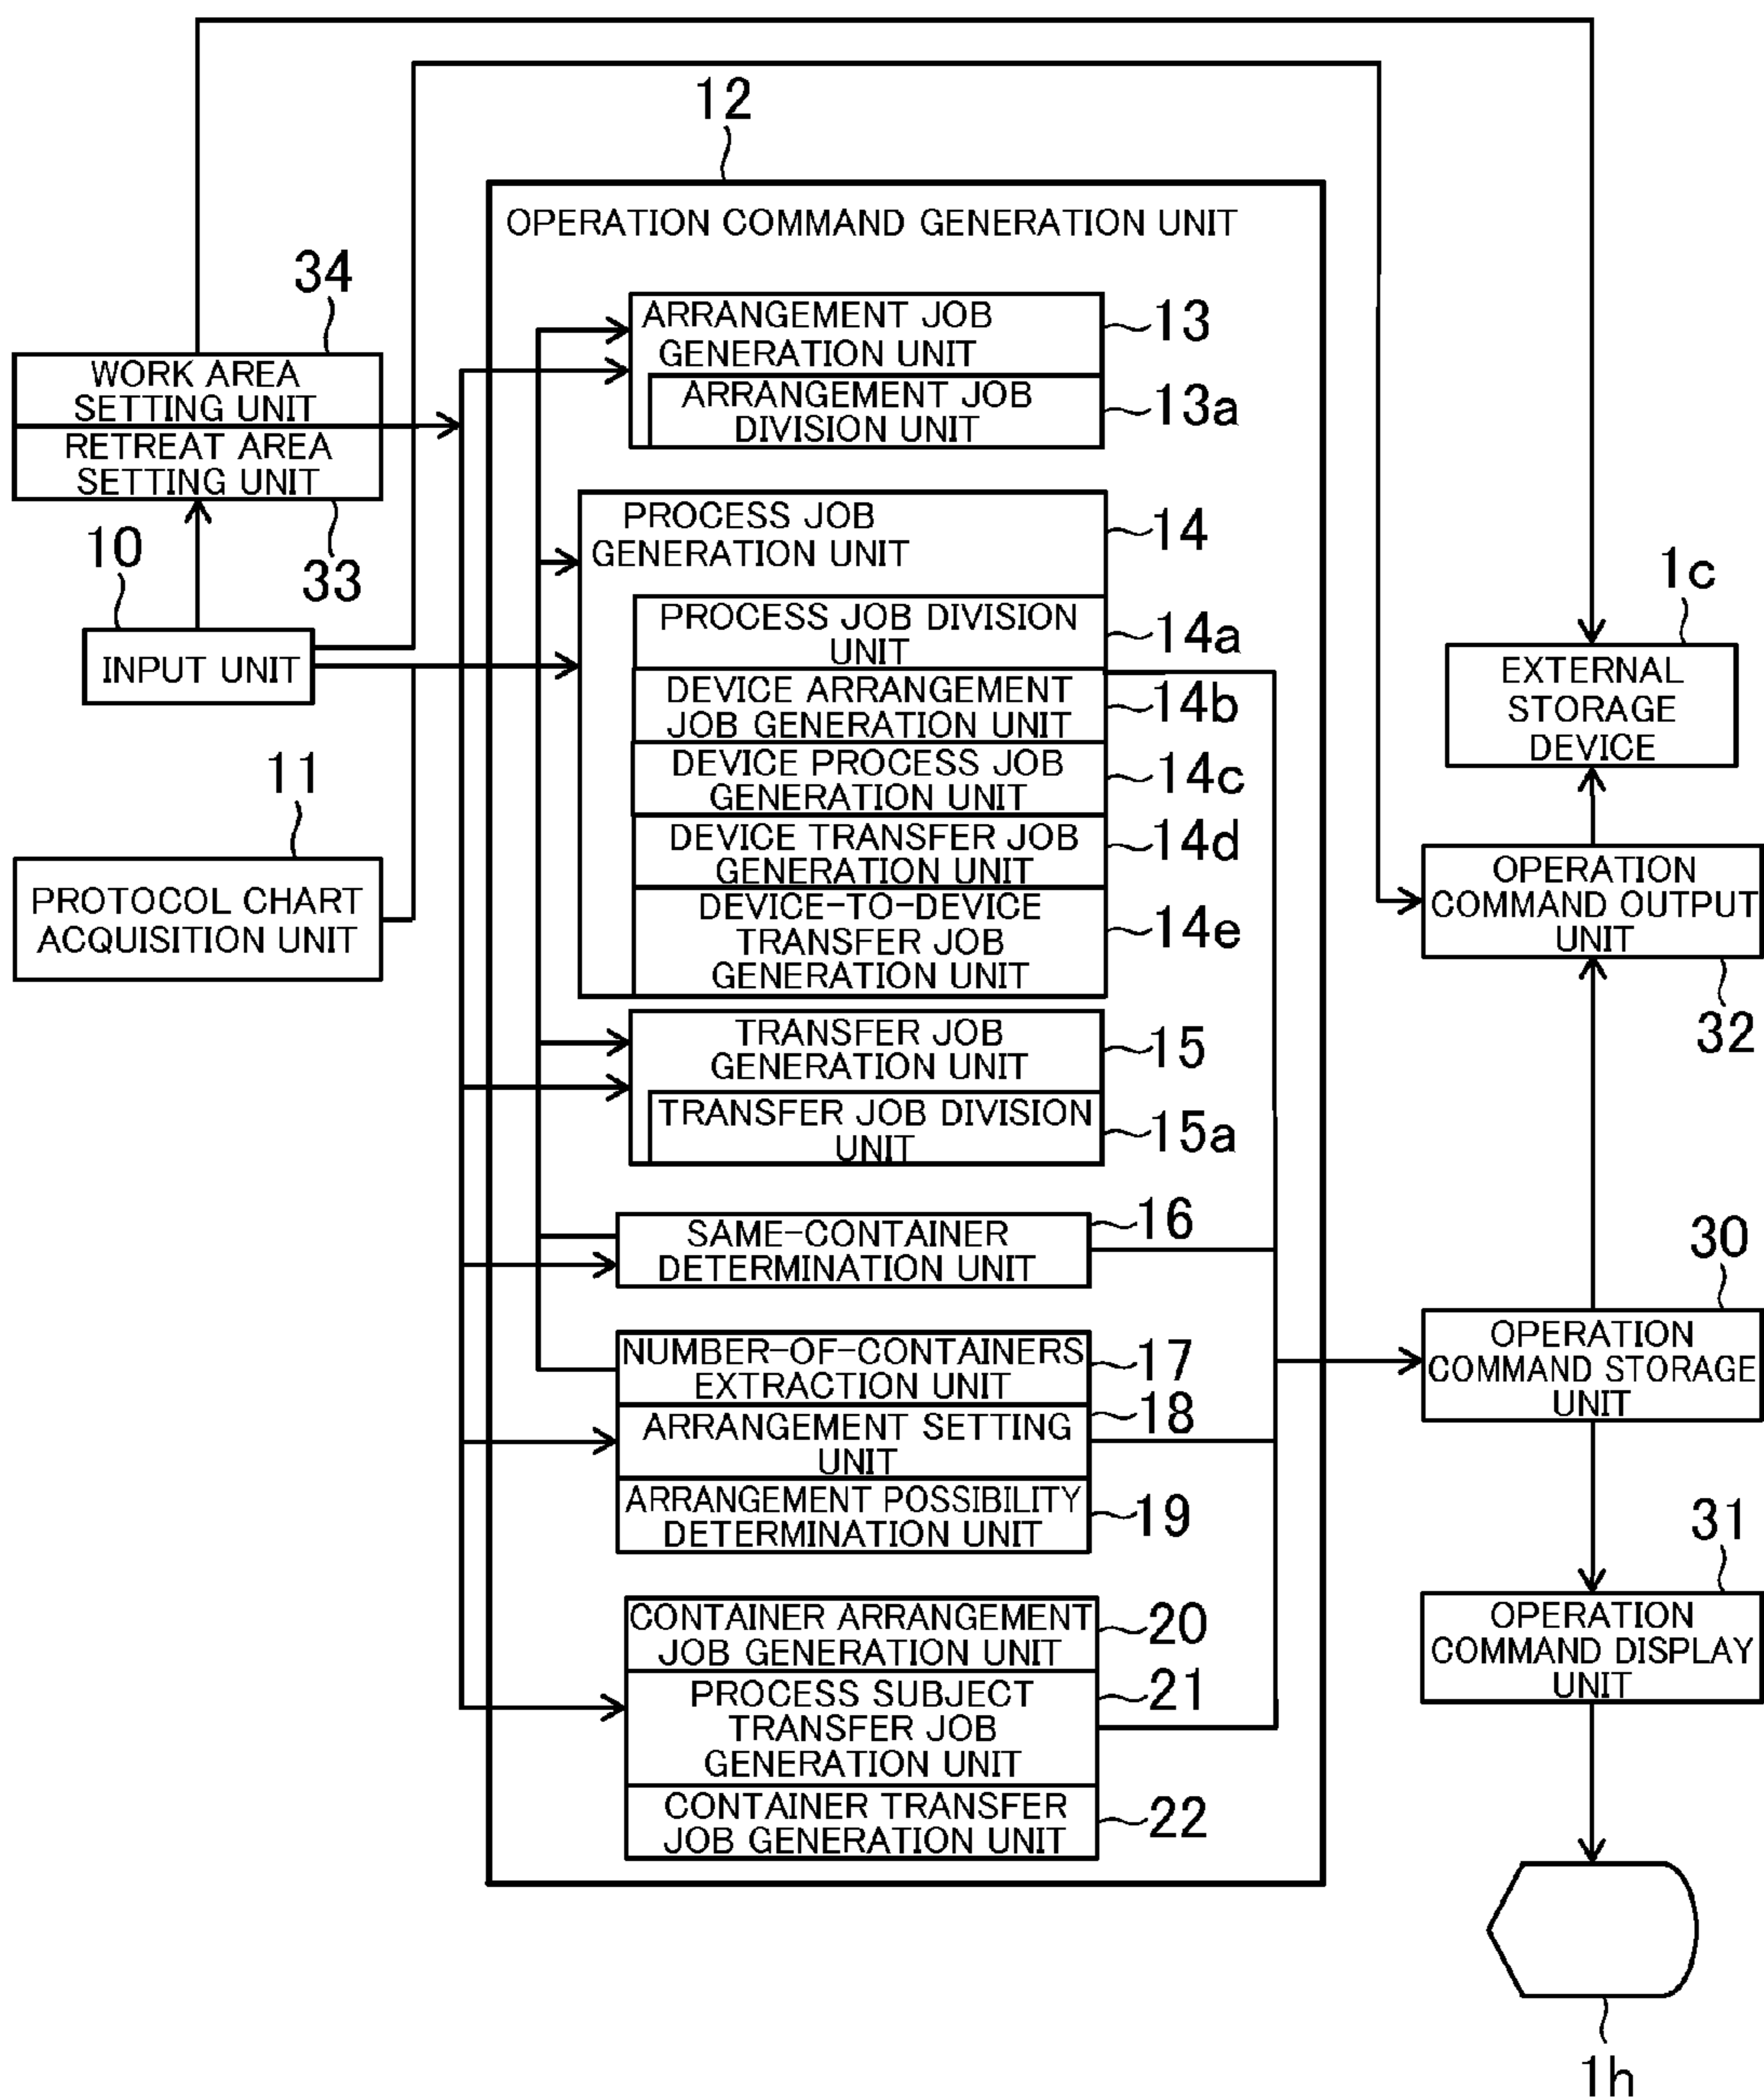 12
OPERATION COMMAND GENERATION UNIT
34
WORK AREA
SETTING UNIT
RETREAT AREA
SETTING UNIT
33
10
INPUT UNIT
11
PROTOCOL CHART
ACQUISITION UNIT
ARRANGEMENT JOB
GENERATION UNIT
13
ARRANGEMENT JOB
DIVISION UNIT
13a
PROCESS JOB
GENERATION UNIT
14
PROCESS JOB DIVISION
UNIT
14a
DEVICE ARRANGEMENT
JOB GENERATION UNIT
14b
DEVICE PROCESS JOB
GENERATION UNIT
14c
DEVICE TRANSFER JOB
GENERATION UNIT
14d
DEVICE-TO-DEVICE
TRANSFER JOB
GENERATION UNIT
14e
TRANSFER JOB
GENERATION UNIT
15
TRANSFER JOB DIVISION
UNIT
15a
SAME-CONTAINER
DETERMINATION UNIT
16
NUMBER-OF-CONTAINERS
EXTRACTION UNIT
17
ARRANGEMENT SETTING
UNIT
18
ARRANGEMENT POSSIBILITY
DETERMINATION UNIT
19
CONTAINER ARRANGEMENT
JOB GENERATION UNIT
20
PROCESS SUBJECT
TRANSFER JOB
GENERATION UNIT
21
CONTAINER TRANSFER
JOB GENERATION UNIT
22
1c
EXTERNAL
STORAGE
DEVICE
OPERATION
COMMAND OUTPUT
UNIT
32
30
OPERATION
COMMAND STORAGE
UNIT
31
OPERATION
COMMAND DISPLAY
UNIT
1h